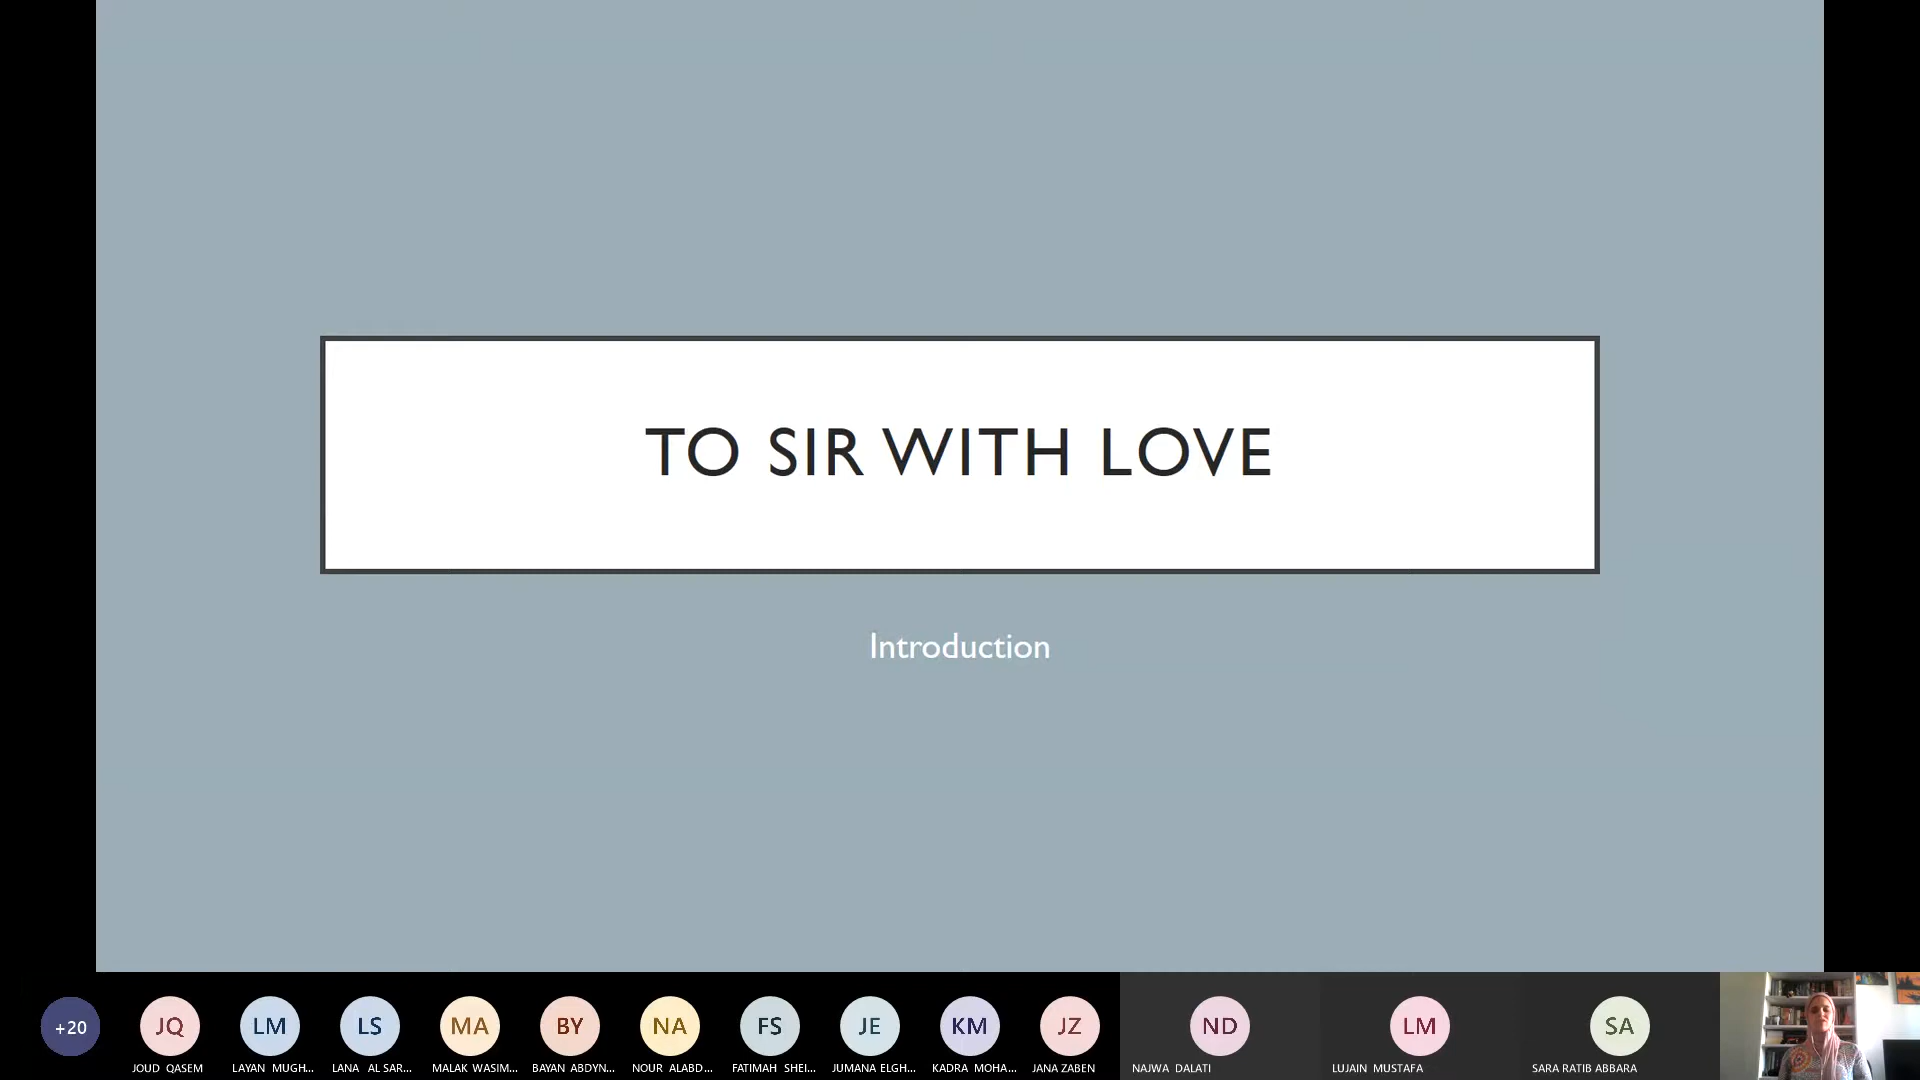 TO SIR WITH LOVE
Introduction
+20
JQ
LM
LS
MA
BY
NA
FS
JE
KM
JZ
ND
LM
SA
JOUD QASEM
LAYAN MUGH...
LANA AL SAR...
MALAK WASIM...
BAYAN ABDYN...
NOUR ALABD...
FATIMAH SHEI...
JUMANA ELGH...
KADRA MOHA...
JANA ZABEN
NAJWA DALATI
LUJAIN MUSTAFA
SARA RATIB ABBARA